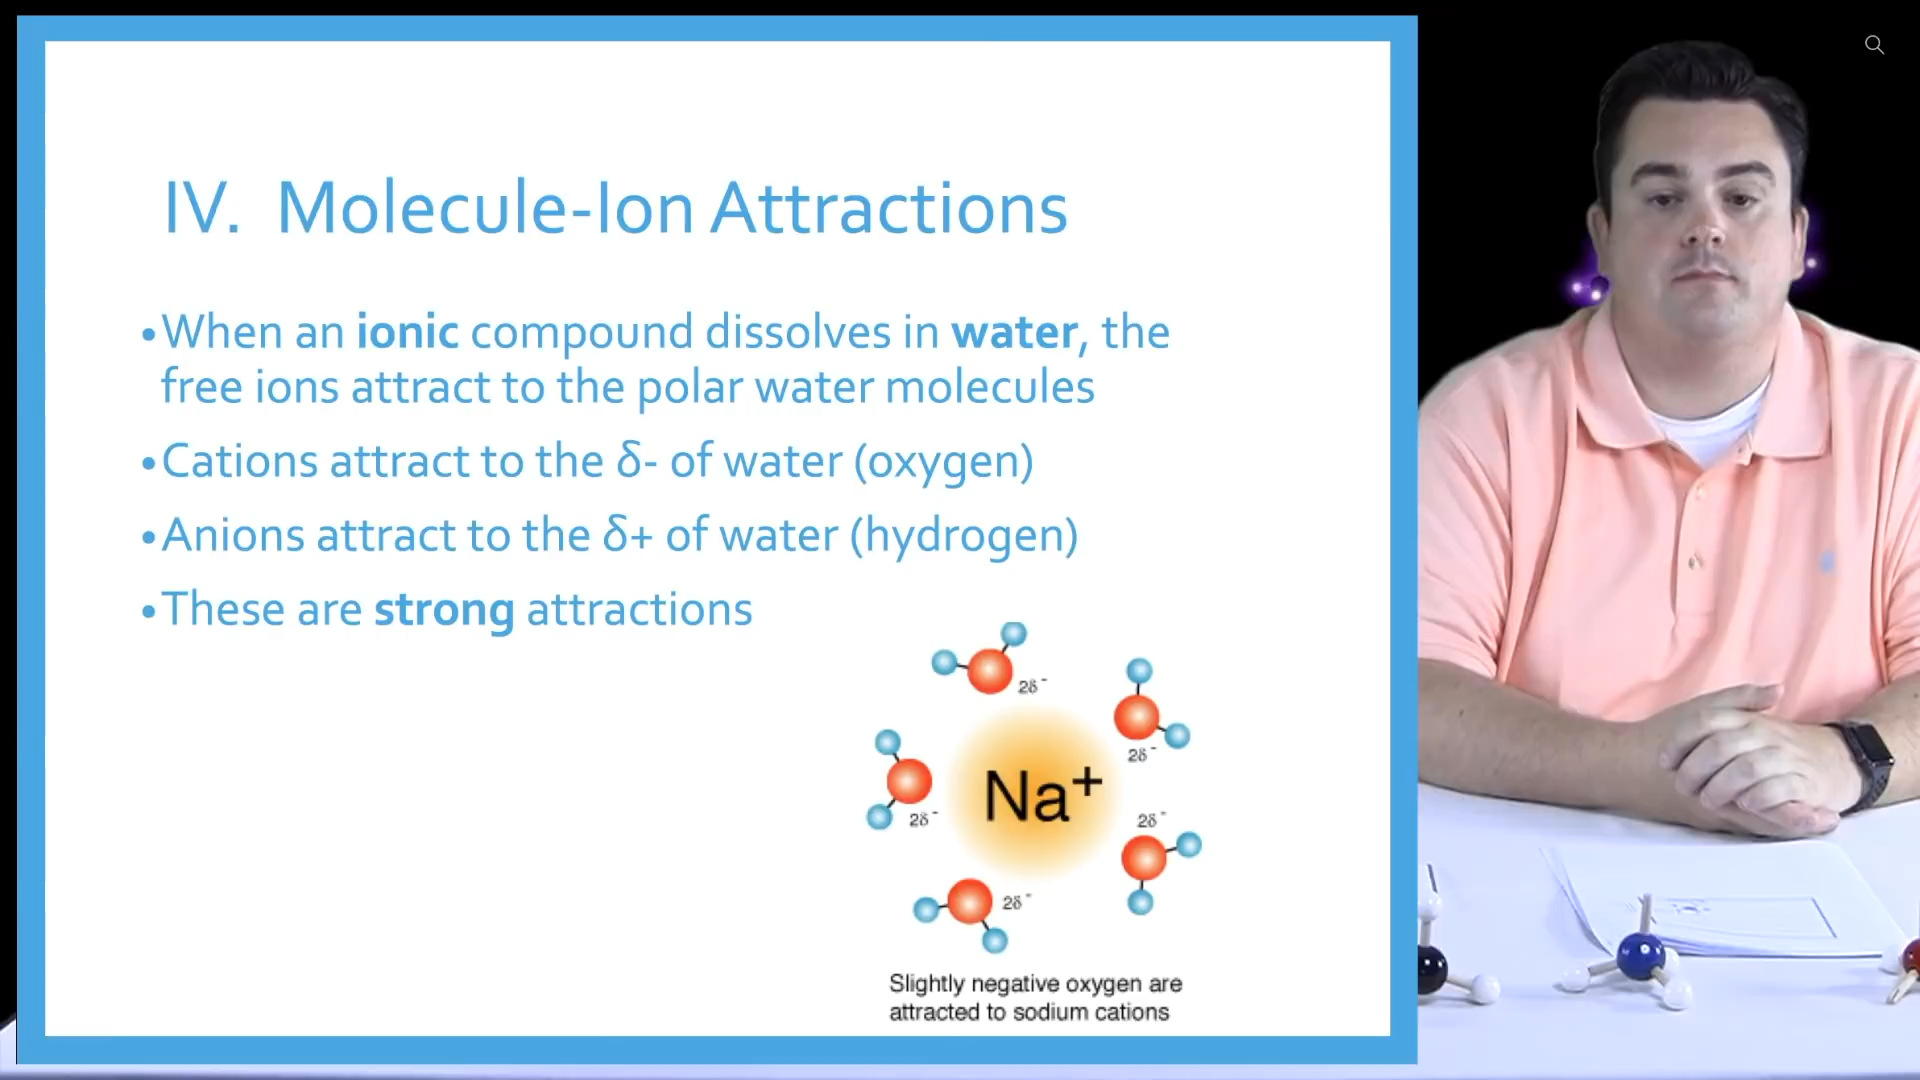 IV. Molecule-Ion Attractions
•When an ionic compound dissolves in water, the
free ions attract to the polar water molecules
•Cations attract to the δ- of water (oxygen)
•Anions attract to the δ+ of water (hydrogen)
•These are strong attractions
2δ⁻
2δ⁻
2δ⁻
Na⁺
2δ⁻
2δ⁻
Slightly negative oxygen are
attracted to sodium cations